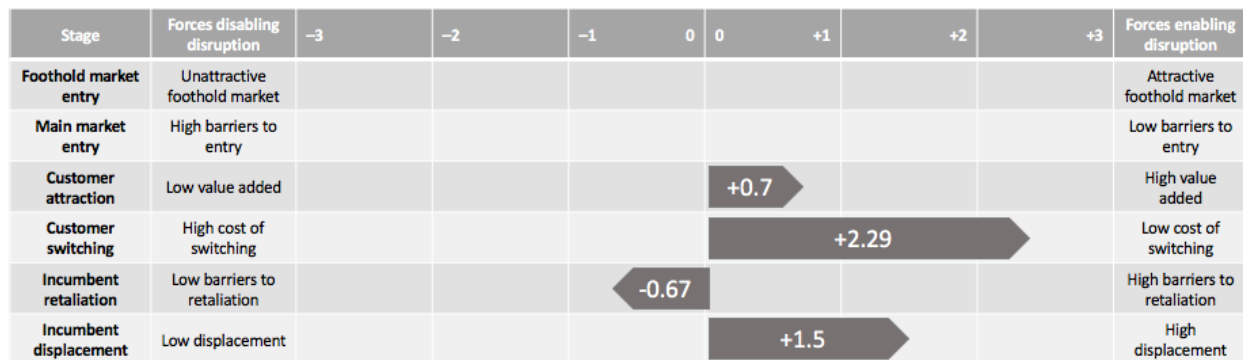 Stage Forces disabling disruption –3 –2 –1 0 0 +1 +2 +3 Forces enabling disruption
Foothold market entry Unattractive foothold market Attractive foothold market
Main market entry High barriers to entry Low barriers to entry
Customer attraction Low value added +0.7 High value added
Customer switching High cost of switching +2.29 Low cost of switching
Incumbent retaliation Low barriers to retaliation -0.67 High barriers to retaliation
Incumbent displacement Low displacement +1.5 High displacement